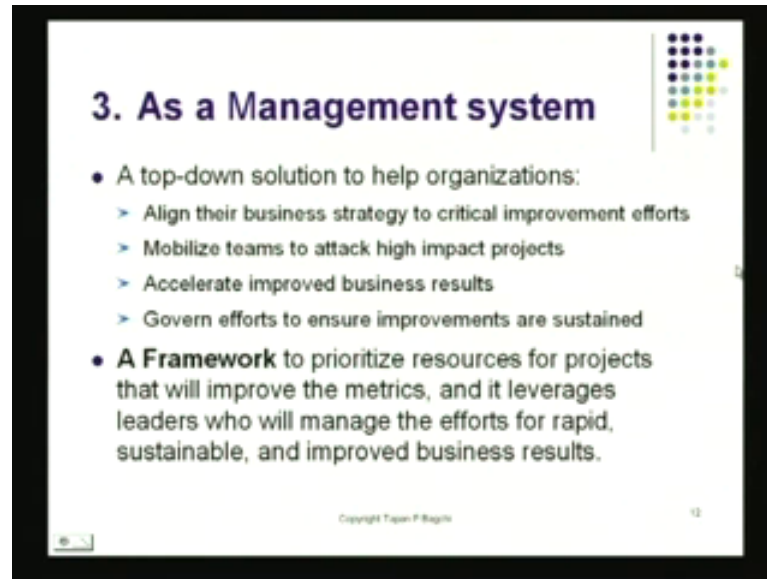 3. As a Management system
• A top-down solution to help organizations:
➢ Align their business strategy to critical improvement efforts
➢ Mobilize teams to attack high impact projects
➢ Accelerate improved business results
➢ Govern efforts to ensure improvements are sustained
• A Framework to prioritize resources for projects
that will improve the metrics, and it leverages
leaders who will manage the efforts for rapid,
sustainable, and improved business results.
Copyright Tapan P Bagchi
12